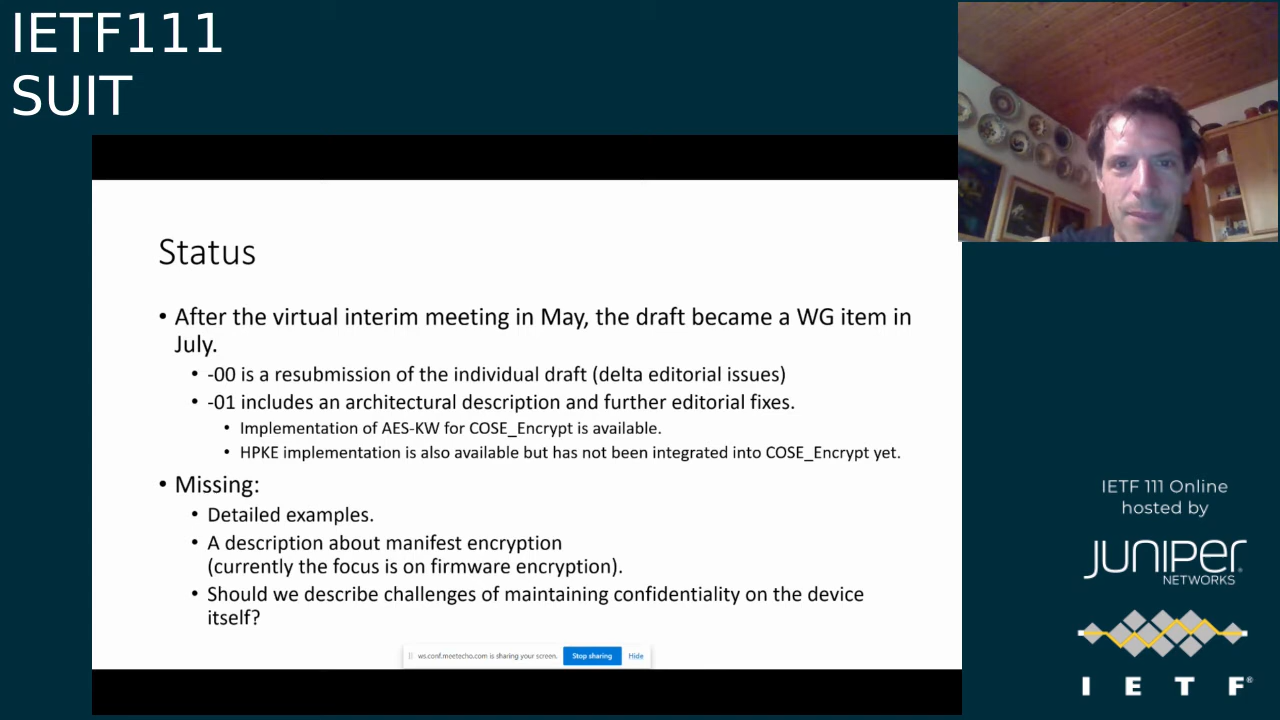 IETF111
SUIT
Status
• After the virtual interim meeting in May, the draft became a WG item in
July.
• -00 is a resubmission of the individual draft (delta editorial issues)
• -01 includes an architectural description and further editorial fixes.
• Implementation of AES-KW for COSE_Encrypt is available.
• HPKE implementation is also available but has not been integrated into COSE_Encrypt yet.
• Missing:
• Detailed examples.
• A description about manifest encryption
(currently the focus is on firmware encryption).
• Should we describe challenges of maintaining confidentiality on the device
itself?
ws.conf.meetecho.com is sharing your screen. Stop sharing Hide
IETF 111 Online
hosted by
JUNIPER
NETWORKS
I E T F®